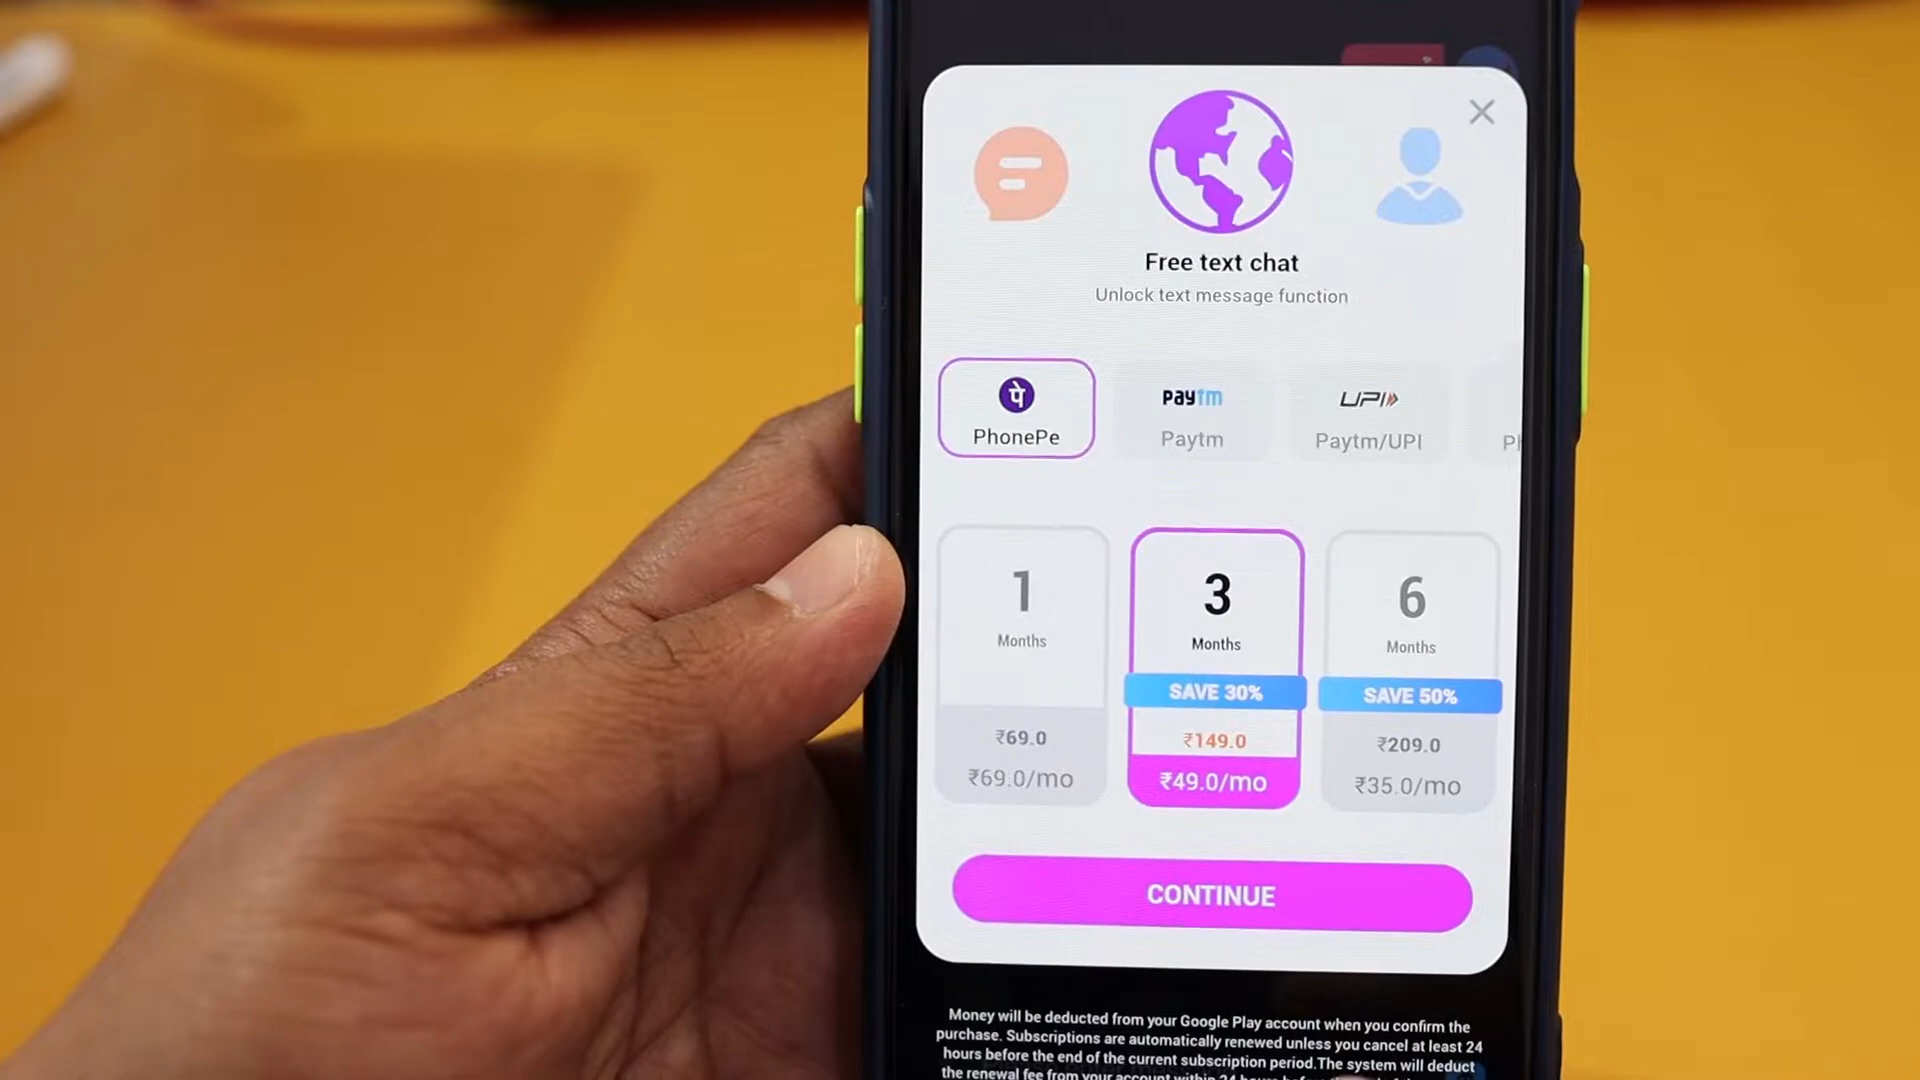 Free text chat
Unlock text message function
पे
PhonePe
paytm
Paytm
UPI
Paytm/UPI
1
Months
₹69.0
₹69.0/mo
3
Months
SAVE 30%
₹149.0
₹49.0/mo
6
Months
SAVE 50%
₹209.0
₹35.0/mo
CONTINUE
Money will be deducted from your Google Play account when you confirm the
purchase. Subscriptions are automatically renewed unless you cancel at least 24
hours before the end of the current subscription period.The system will deduct
the renewal fee from your account within 24 hours